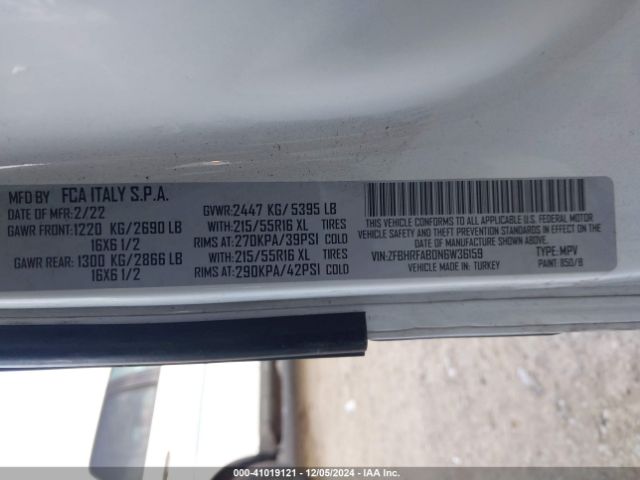 MFD BY FCA ITALY S.P.A.
DATE OF MFR:2/22 GVWR:2447 KG/5395 LB
GAWR FRONT:1220 KG/2690 LB WITH:215/55R16 XL TIRES
16X6 1/2 RIMS AT:270KPA/39PSI COLD
GAWR REAR: 1300 KG/2866 LB WITH:215/55R16 XL TIRES
16X6 1/2 RIMS AT:290KPA/42PSI COLD
THIS VEHICLE CONFORMS TO ALL APPLICABLE U.S. FEDERAL MOTOR
VEHICLE SAFETY STANDARDS IN EFFECT ON THE DATE OF
MANUFACTURE SHOWN ABOVE.
VIN:ZFBHRFAB0N6W36159 TYPE: MPV
VEHICLE MADE IN: TURKEY PAINT: 850/B
000-41019121 - 12/05/2024 - IAA Inc.